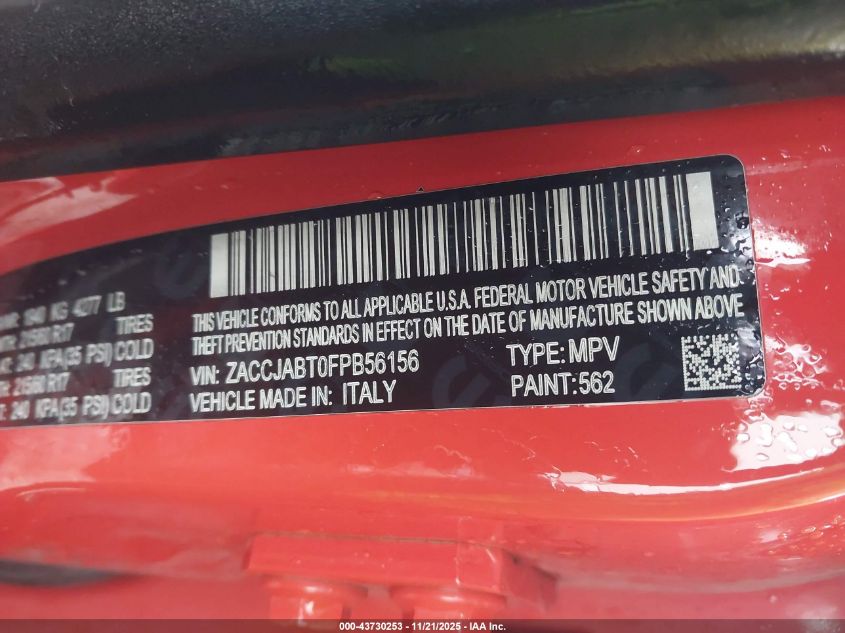 KG 4277 LB
TIRES
240 KPA(35 PSI) COLD
TIRES
240 KPA(35 PSI) COLD
THIS VEHICLE CONFORMS TO ALL APPLICABLE U.S.A. FEDERAL MOTOR VEHICLE SAFETY AND
THEFT PREVENTION STANDARDS IN EFFECT ON THE DATE OF MANUFACTURE SHOWN ABOVE
VIN: ZACCJABT0FPB56156 TYPE: MPV
VEHICLE MADE IN: ITALY PAINT: 562
000-43730253 - 11/21/2025 - IAA Inc.